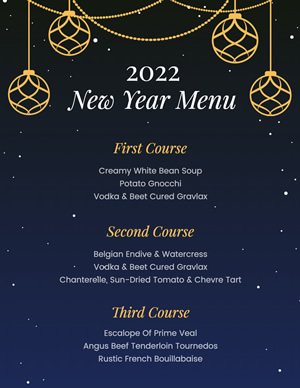 2022
New Year Menu
First Course
Creamy White Bean Soup
Potato Gnocchi
Vodka & Beet Cured Gravlax
Second Course
Belgian Endive & Watercress
Vodka & Beet Cured Gravlax
Chanterelle, Sun-Dried Tomato & Chevre Tart
Third Course
Escalope Of Prime Veal
Angus Beef Tenderloin Tournedos
Rustic French Bouillabaise